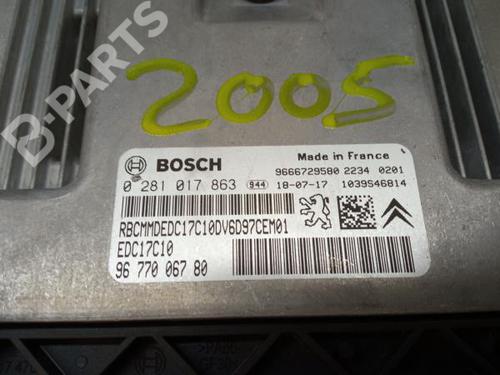 B-PARTS
2005
BOSCH
Made in France
9666729580 2234 0201
0 281 017 863 944 18-07-17 1039S46814
RBCMMDEDC17C10DV6D97CEM01
EDC17C10
96 770 067 80